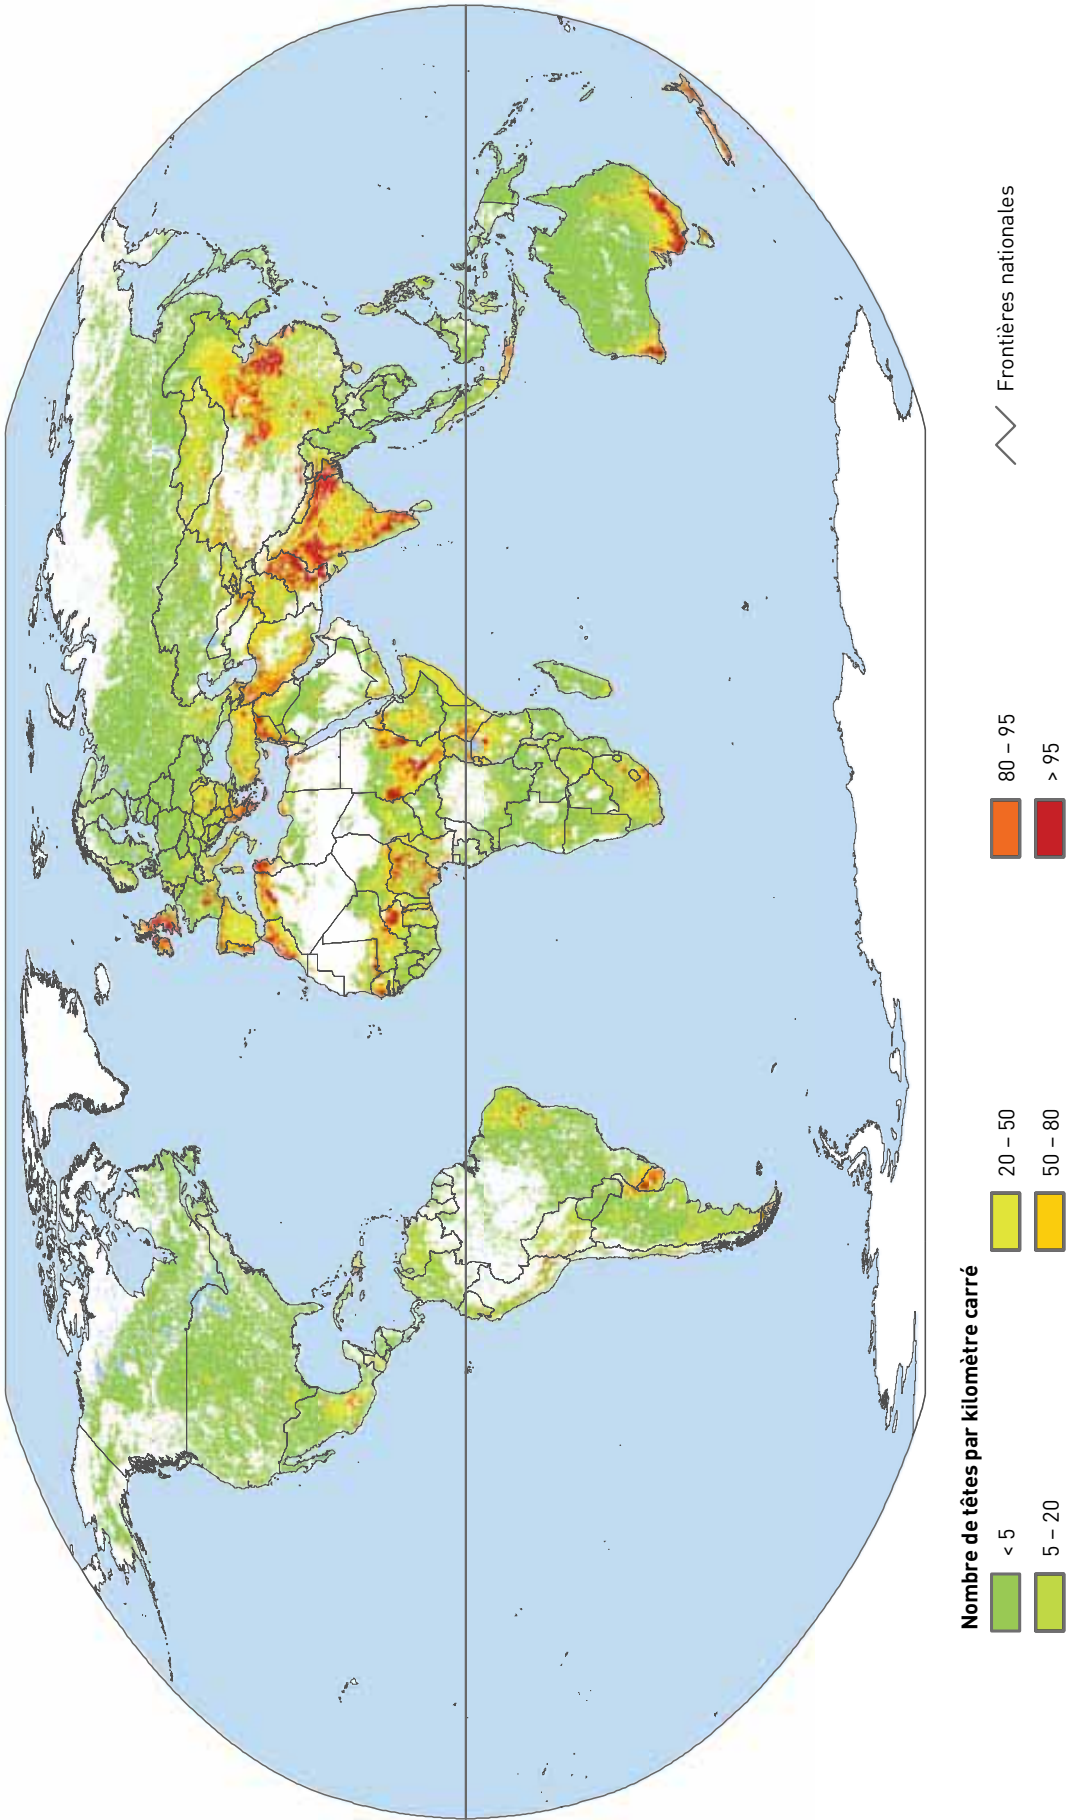 Nombre de têtes par kilomètre carré
< 5
5 – 20
20 – 50
50 – 80
80 – 95
> 95
Frontières nationales